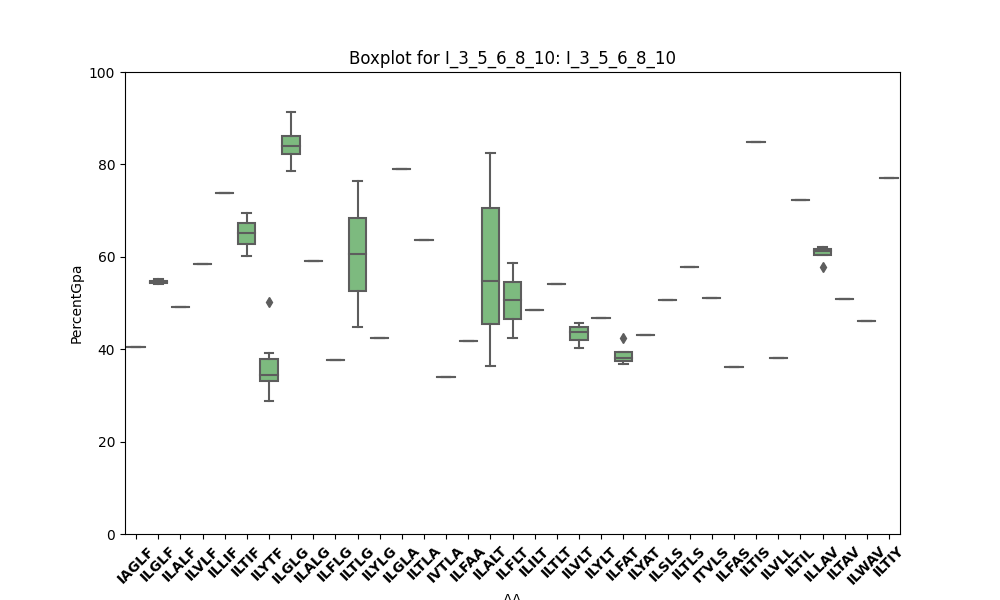 Boxplot for I_3_5_6_8_10: I_3_5_6_8_10
PercentGpa
100
80
60
40
20
0
IAGLF
ILGLF
ILALF
ILVLF
ILLIF
ILTIF
ILYTF
ILGLG
ILALG
ILFLG
ILTLG
ILYLG
ILGLA
ILTLA
IVTLA
ILFAA
ILALT
ILFLT
ILILT
ILTLT
ILVLT
ILYLT
ILFAT
ILYAT
ILSLS
ILTLS
ITVLS
ILFAS
ILTIS
ILVLL
ILTIL
ILLAV
ILTAV
ILWAV
ILTIY